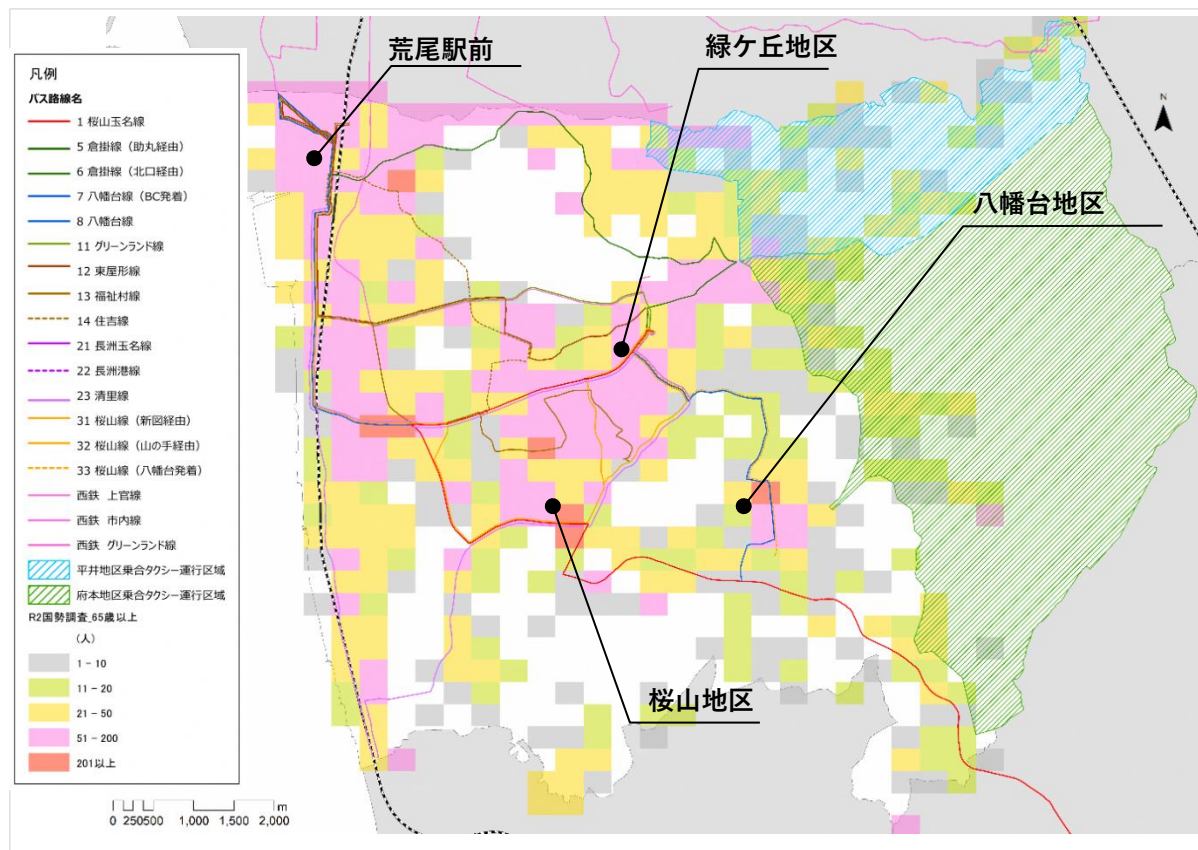 荒尾駅前
緑ケ丘地区
八幡台地区
桜山地区
N
凡例
バス路線名
1 桜山玉名線
5 倉掛線（助丸経由）
6 倉掛線（北口経由）
7 八幡台線（BC発着）
8 八幡台線
11 グリーンランド線
12 東屋形線
13 福祉村線
14 住吉線
21 長洲玉名線
22 長洲港線
23 清里線
31 桜山線（新図経由）
32 桜山線（山の手経由）
33 桜山線（八幡台発着）
西鉄 上官線
西鉄 市内線
西鉄 グリーンランド線
平井地区乗合タクシー運行区域
府本地区乗合タクシー運行区域
R2国勢調査_65歳以上
（人）
1 - 10
11 - 20
21 - 50
51 - 200
201以上
0 250500 1,000 1,500 2,000 m